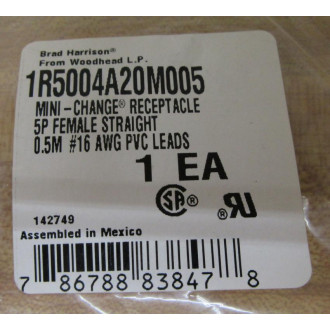 Brad Harrison®
From Woodhead L.P.
1R5004A20M005
MINI-CHANGE® RECEPTACLE
5P FEMALE STRAIGHT
0.5M #16 AWG PVC LEADS
1 EA
142749
Assembled in Mexico
7 86788 83847 8